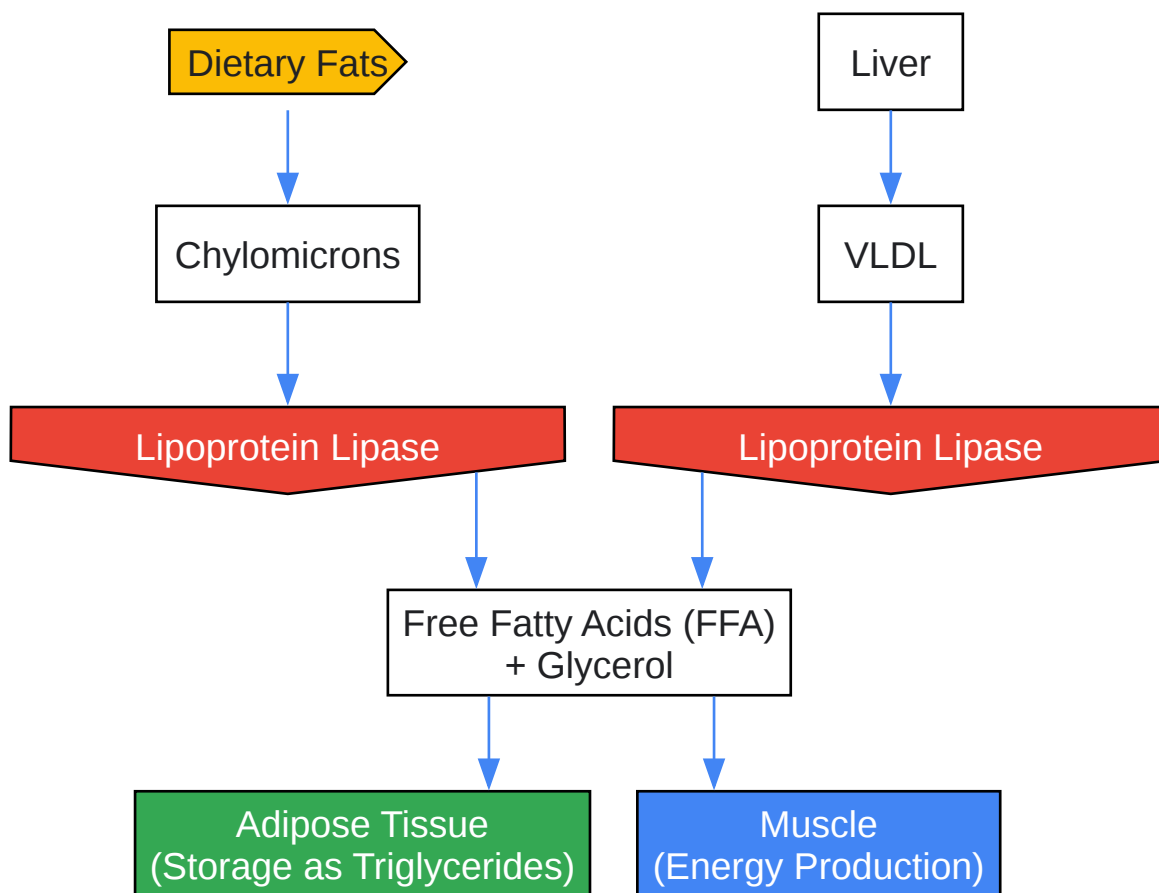 Dietary Fats
Liver
Chylomicrons
VLDL
Lipoprotein Lipase
Lipoprotein Lipase
Free Fatty Acids (FFA)
+ Glycerol
Adipose Tissue
(Storage as Triglycerides)
Muscle
(Energy Production)